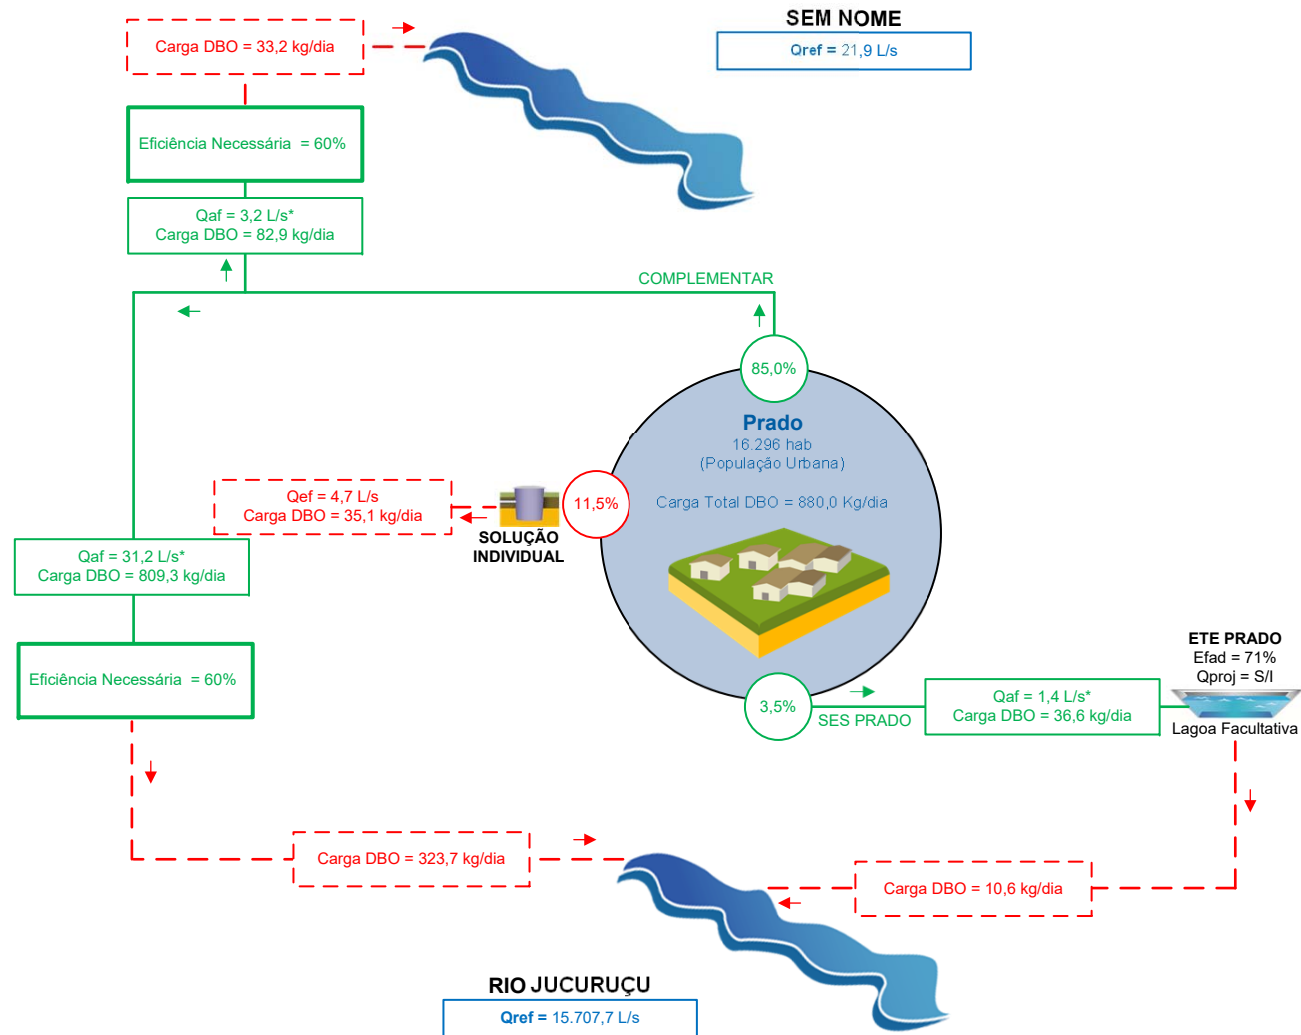 SEM NOME
Qref = 21,9 L/s
Carga DBO = 33,2 kg/dia
Eficiência Necessária = 60%
Qaf = 3,2 L/s*
Carga DBO = 82,9 kg/dia
COMPLEMENTAR
85,0%
Prado
16.296 hab
(População Urbana)
Carga Total DBO = 880,0 Kg/dia
11,5%
SOLUÇÃO
INDIVIDUAL
Qef = 4,7 L/s
Carga DBO = 35,1 kg/dia
Qaf = 31,2 L/s*
Carga DBO = 809,3 kg/dia
Eficiência Necessária = 60%
3,5%
SES PRADO
Qaf = 1,4 L/s*
Carga DBO = 36,6 kg/dia
ETE PRADO
Efad = 71%
Qproj = S/I
Lagoa Facultativa
Carga DBO = 323,7 kg/dia
Carga DBO = 10,6 kg/dia
RIO JUCURUÇU
Qref = 15.707,7 L/s